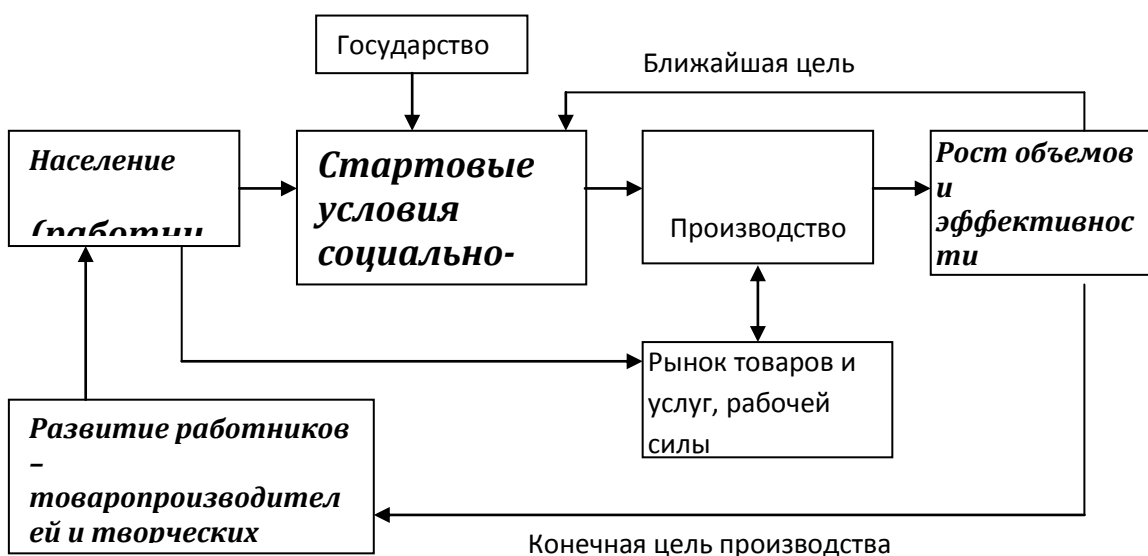 Государство
Ближайшая цель
Население
Стартовые
условия
социально-
Производство
Рост объемов
и
эффективнос
ти
Рынок товаров и
услуг, рабочей
силы
Развитие работников
–
товаропроизводител
ей и творческих
Конечная цель производства